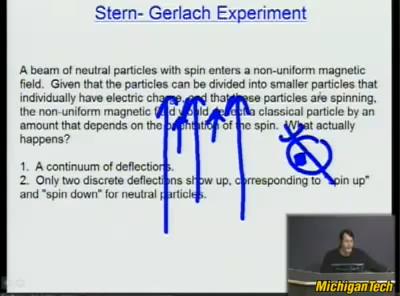 Stern- Gerlach Experiment
A beam of neutral particles with spin enters a non-uniform magnetic
field. Given that the particles can be divided into smaller particles that
individually have electric charge, and that these particles are spinning,
the non-uniform magnetic field would deflect a classical particle by an
amount that depends on the orientation of the spin. What actually
happens?
1. A continuum of deflections.
2. Only two discrete deflections show up, corresponding to "spin up"
and "spin down" for neutral particles.
MichiganTech